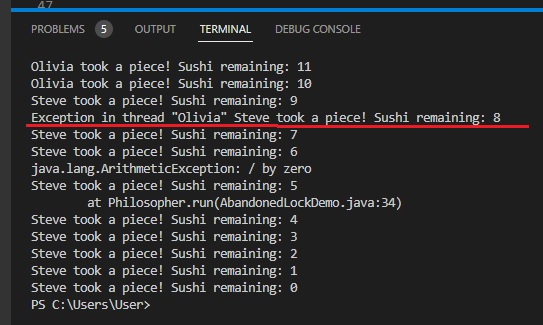 47
PROBLEMS 5 OUTPUT TERMINAL DEBUG CONSOLE
Olivia took a piece! Sushi remaining: 11
Olivia took a piece! Sushi remaining: 10
Steve took a piece! Sushi remaining: 9
Exception in thread "Olivia" Steve took a piece! Sushi remaining: 8
Steve took a piece! Sushi remaining: 7
Steve took a piece! Sushi remaining: 6
java.lang.ArithmeticException: / by zero
Steve took a piece! Sushi remaining: 5
        at Philosopher.run(AbandonedLockDemo.java:34)
Steve took a piece! Sushi remaining: 4
Steve took a piece! Sushi remaining: 3
Steve took a piece! Sushi remaining: 2
Steve took a piece! Sushi remaining: 1
Steve took a piece! Sushi remaining: 0
PS C:\Users\User>